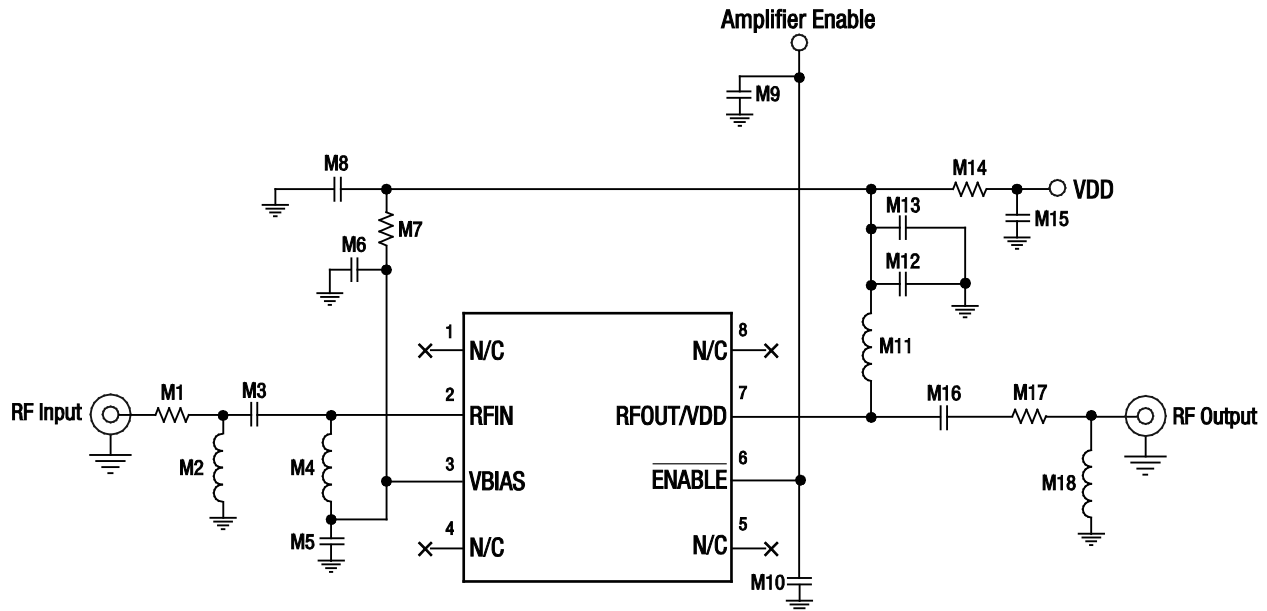 Amplifier Enable
M9
M8
M14
VDD
M7
M13
M15
M6
M12
1
8
N/C
N/C
M11
M1
M3
2
7
M16
M17
RF Input
RFIN
RFOUT/VDD
RF Output
M2
M4
3
6
VBIAS
ENABLE
M18
M5
4
5
N/C
N/C
M10